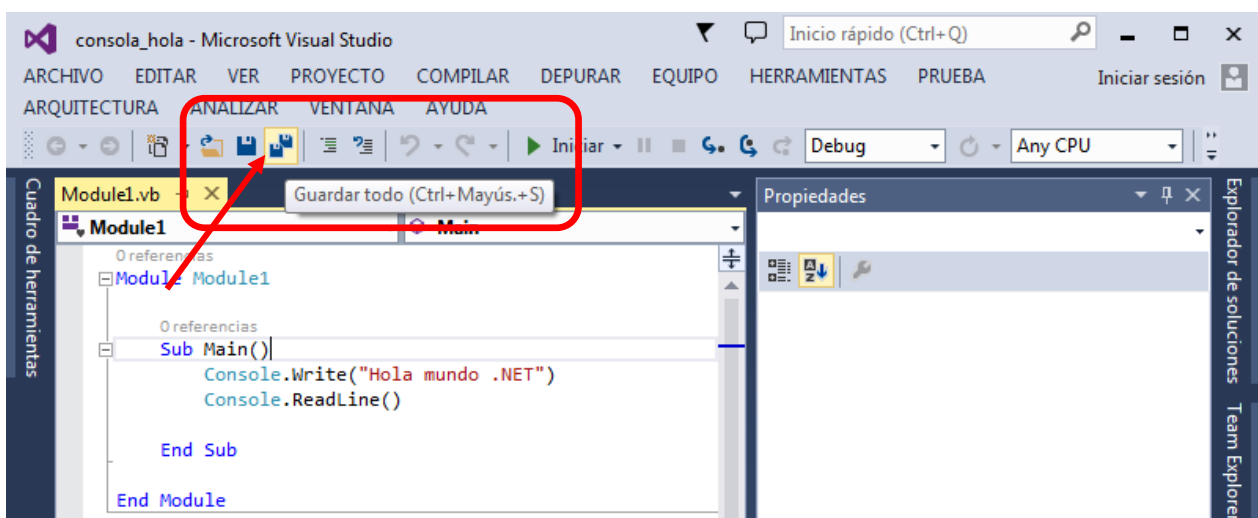 consola_hola - Microsoft Visual Studio
Inicio rápido (Ctrl+Q)
ARCHIVO EDITAR VER PROYECTO COMPILAR DEPURAR EQUIPO HERRAMIENTAS PRUEBA Iniciar sesión
ARQUITECTURA ANALIZAR VENTANA AYUDA
Iniciar Debug Any CPU
Guardar todo (Ctrl+Mayús.+S)
Cuadro de herramientas
Module1.vb
Module1 Main
0 referencias
Module Module1
0 referencias
Sub Main()
Console.Write("Hola mundo .NET")
Console.ReadLine()
End Sub
End Module
Propiedades
Explorador de soluciones
Team Explorer